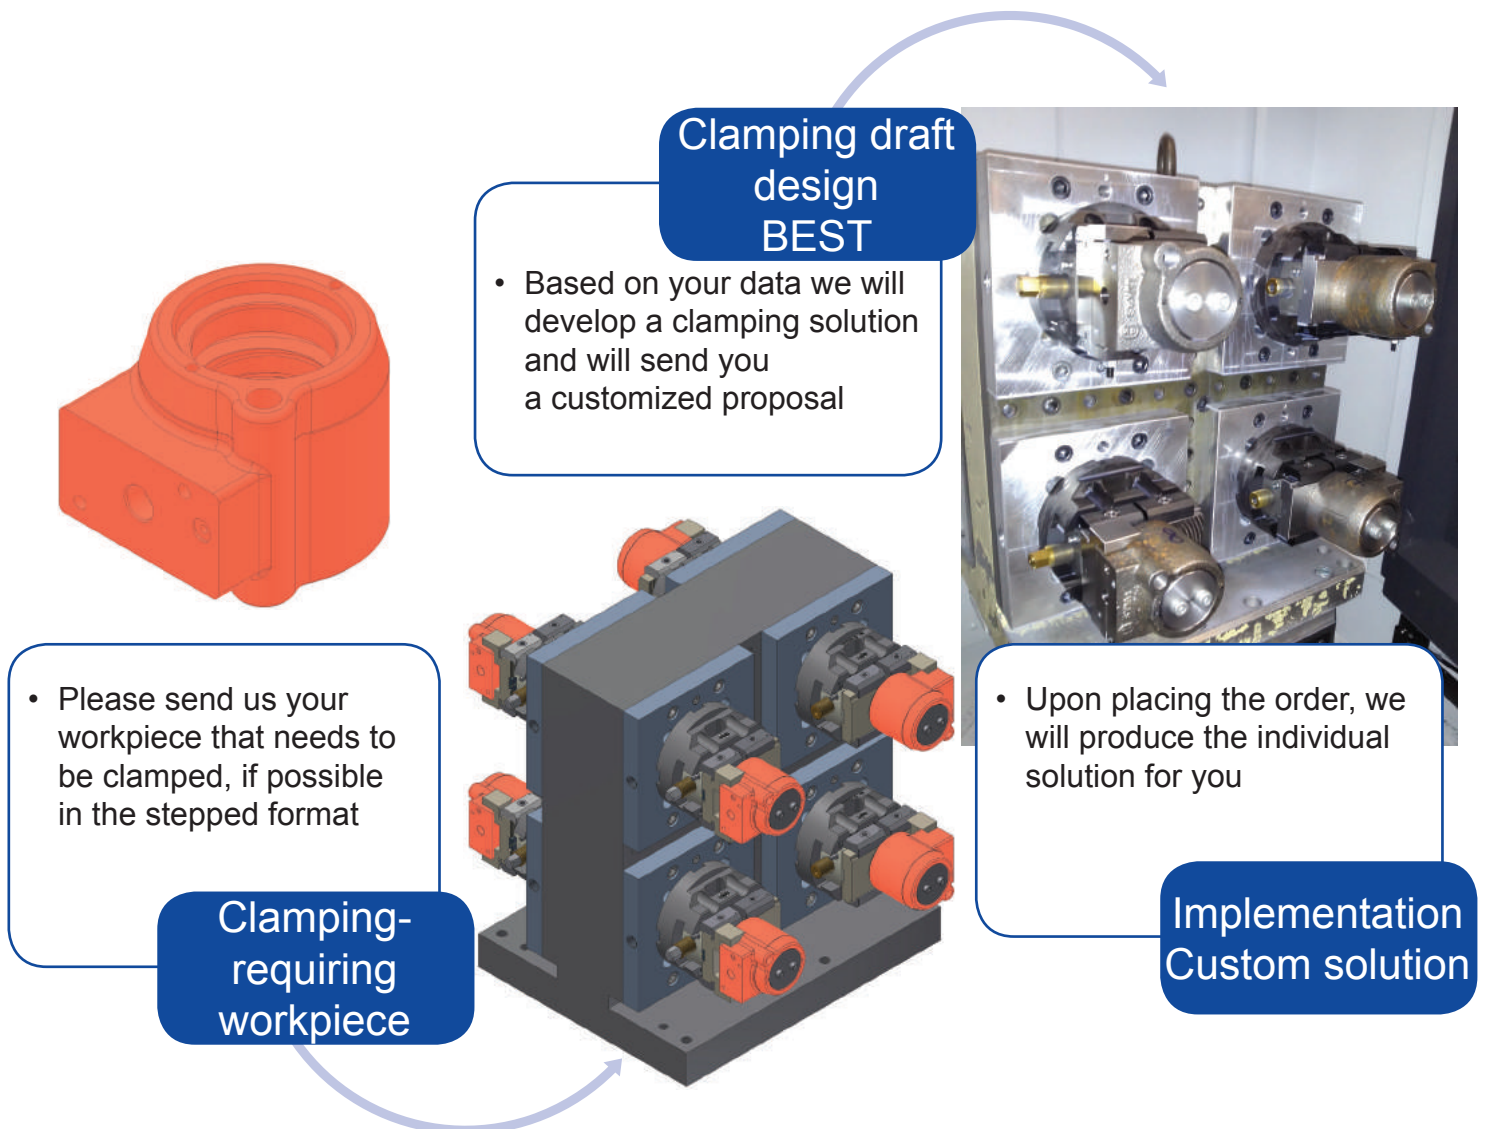 Clamping draft
design
BEST
• Based on your data we will
develop a clamping solution
and will send you
a customized proposal
• Please send us your
workpiece that needs to
be clamped, if possible
in the stepped format
Clamping-
requiring
workpiece
• Upon placing the order, we
will produce the individual
solution for you
Implementation
Custom solution